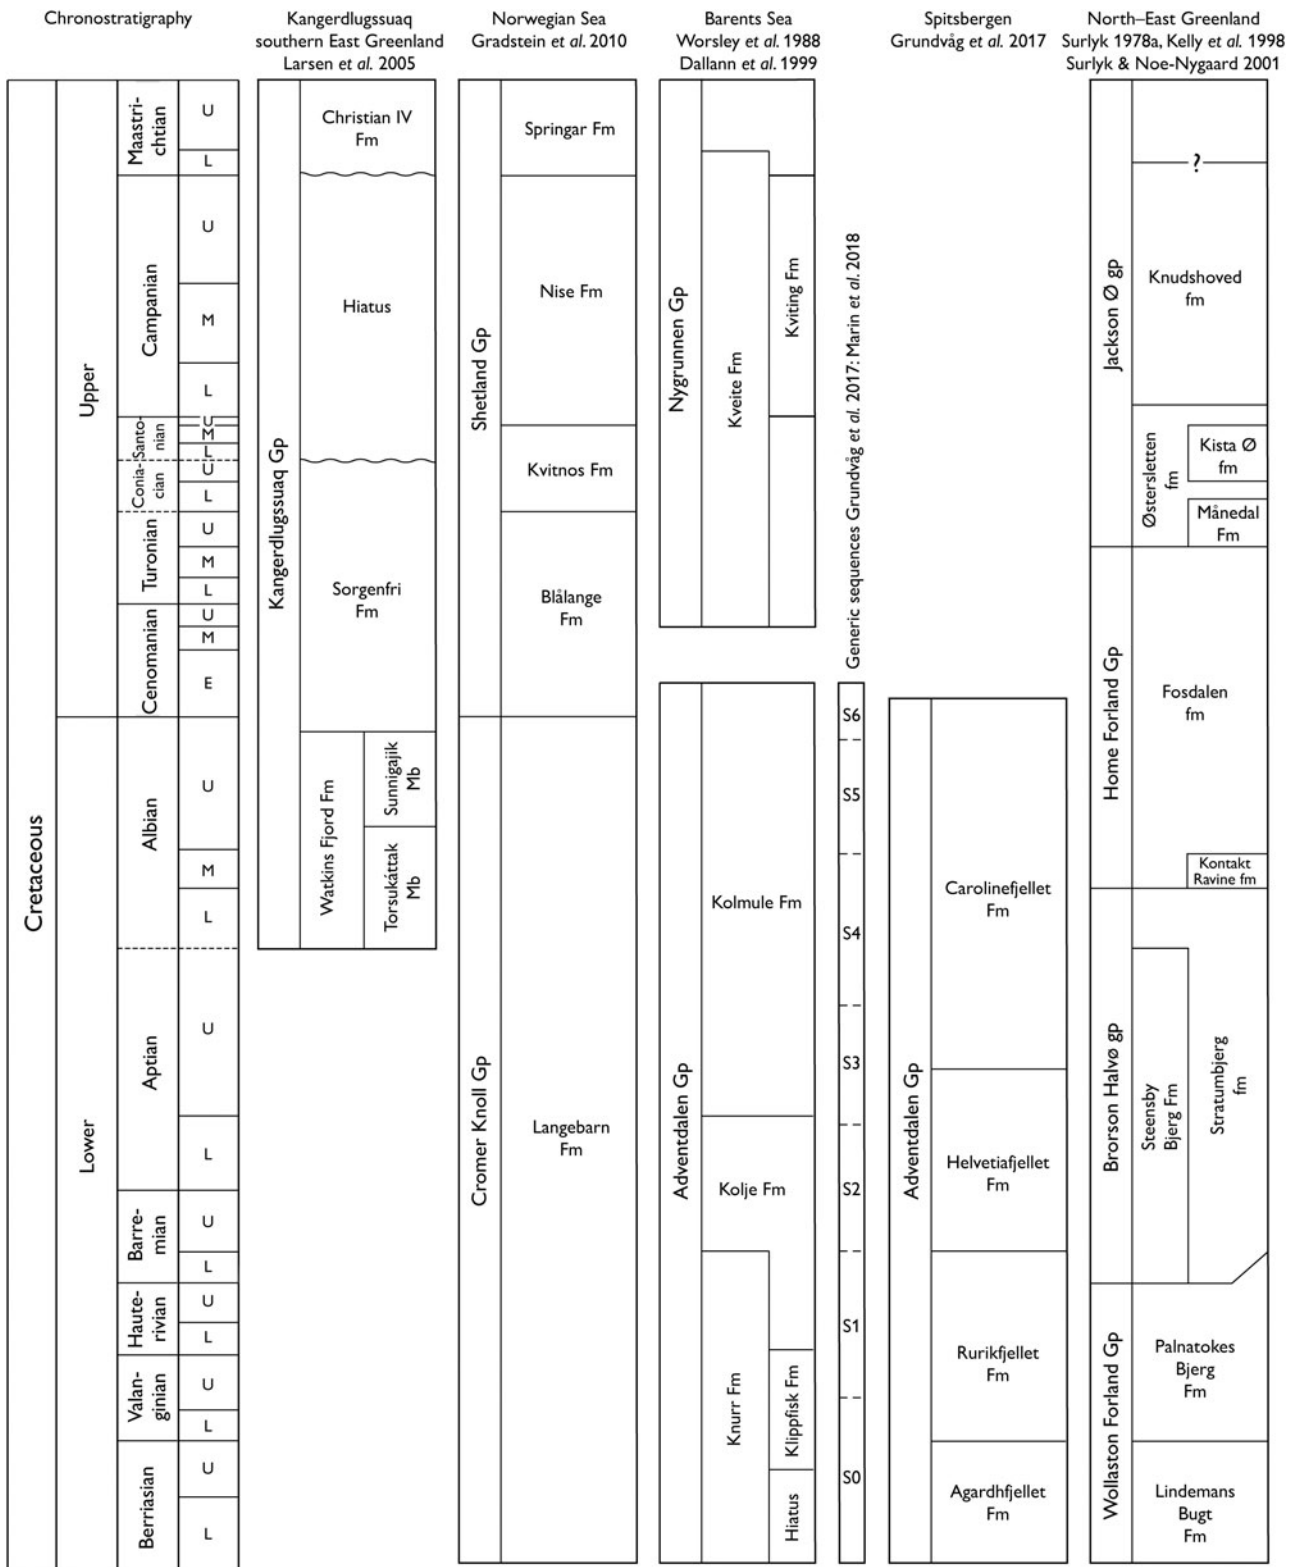 Chronostratigraphy
Kangerdlugssuaq
southern East Greenland
Larsen et al. 2005
Norwegian Sea
Gradstein et al. 2010
Barents Sea
Worsley et al. 1988
Dallann et al. 1999
Spitsbergen
Grundvåg et al. 2017
North–East Greenland
Surlyk 1978a, Kelly et al. 1998
Surlyk & Noe-Nygaard 2001
Cretaceous
Upper
Lower
Maastri-
chtian
U
L
Campanian
U
M
L
Santo-
nian
U
M
L
Conia-
cian
U
L
Turonian
U
M
L
Cenomanian
U
M
E
Albian
U
M
L
Aptian
U
L
Barre-
mian
U
L
Haute-
rivian
U
L
Valan-
ginian
U
L
Berriasian
U
L
Kangerdlugssuaq Gp
Christian IV
Fm
Hiatus
Sorgenfri
Fm
Watkins Fjord Fm
Sunnigajik
Mb
Torsukáttak
Mb
Shetland Gp
Springar Fm
Nise Fm
Kvitnos Fm
Blålange
Fm
Cromer Knoll Gp
Langebarn
Fm
Nygrunnen Gp
Kveite Fm
Kviting Fm
Adventdalen Gp
Kolmule Fm
Kolje Fm
Knurr Fm
Klippfisk Fm
Hiatus
Generic sequences Grundvåg et al. 2017: Marin et al. 2018
S6
S5
S4
S3
S2
S1
S0
Adventdalen Gp
Carolinefjellet
Fm
Helvetiafjellet
Fm
Rurikfjellet
Fm
Agardhfjellet
Fm
Jackson Ø gp
?
Knudshoved
fm
Østersletten
fm
Kista Ø
fm
Månedal
Fm
Home Forland Gp
Fosdalen
fm
Kontakt
Ravine fm
Brorson Halvø gp
Steensby
Bjerg Fm
Stratumbjerg
fm
Wollaston Forland Gp
Palnatokes
Bjerg
Fm
Lindemans
Bugt
Fm